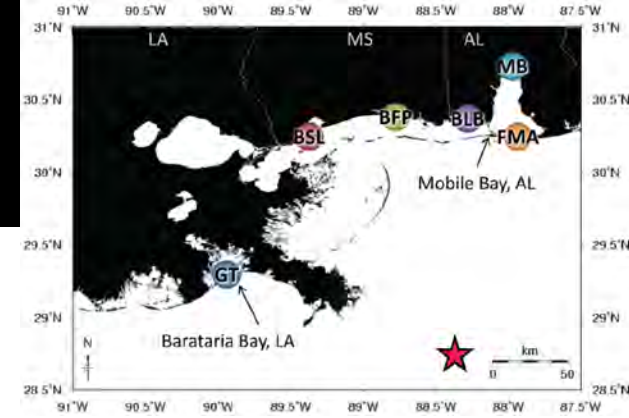 91°W 90.5°W 90°W 89.5°W 89°W 88.5°W 88°W 87.5°W
31°N 31°N
LA MS AL
MB
30.5°N 30.5°N
BSL BFP BLB FMA
30°N 30°N
Mobile Bay, AL
29.5°N 29.5°N
GT
29°N 29°N
Barataria Bay, LA
N km
0 50
28.5°N 28.5°N
91°W 90.5°W 90°W 89.5°W 89°W 88.5°W 88°W 87.5°W